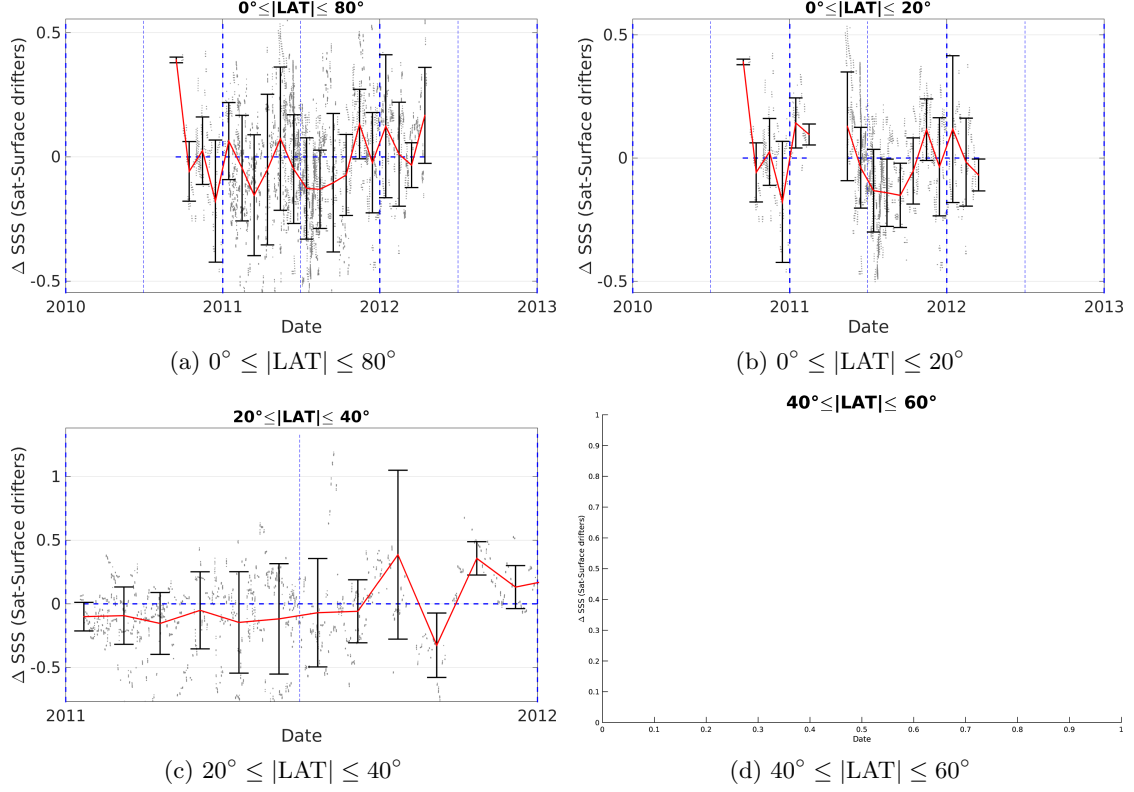 0°≤|LAT|≤ 80°
Δ SSS (Sat-Surface drifters)
0.5
0
-0.5
2010
2011
2012
2013
Date
(a) 0° ≤ |LAT| ≤ 80°
0°≤|LAT|≤ 20°
Δ SSS (Sat-Surface drifters)
0.5
0
-0.5
2010
2011
2012
2013
Date
(b) 0° ≤ |LAT| ≤ 20°
20°≤|LAT|≤ 40°
Δ SSS (Sat-Surface drifters)
1
0.5
0
-0.5
2011
2012
Date
(c) 20° ≤ |LAT| ≤ 40°
40°≤|LAT|≤ 60°
Δ SSS (Sat-Surface drifters)
1
0.9
0.8
0.7
0.6
0.5
0.4
0.3
0.2
0.1
0
0 0.1 0.2 0.3 0.4 0.5 0.6 0.7 0.8 0.9 1
Date
(d) 40° ≤ |LAT| ≤ 60°